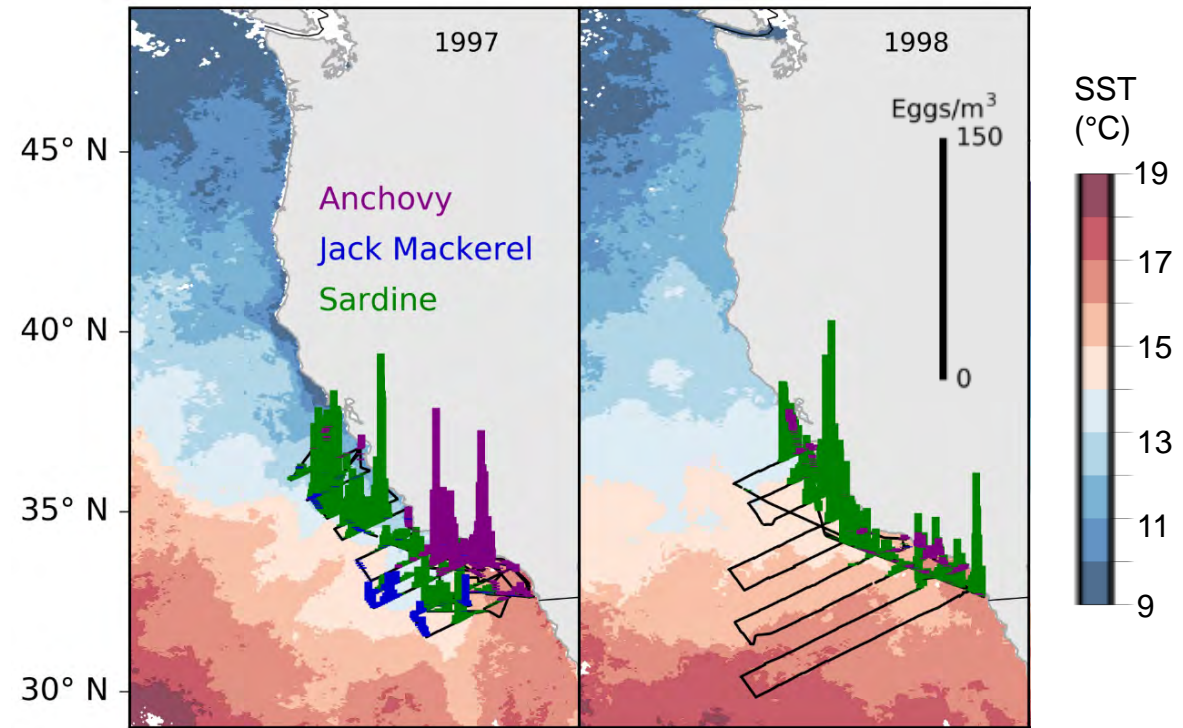 1997
1998
Eggs/m³
150
0
Anchovy
Jack Mackerel
Sardine
45° N
40° N
35° N
30° N
SST
(°C)
19
17
15
13
11
9